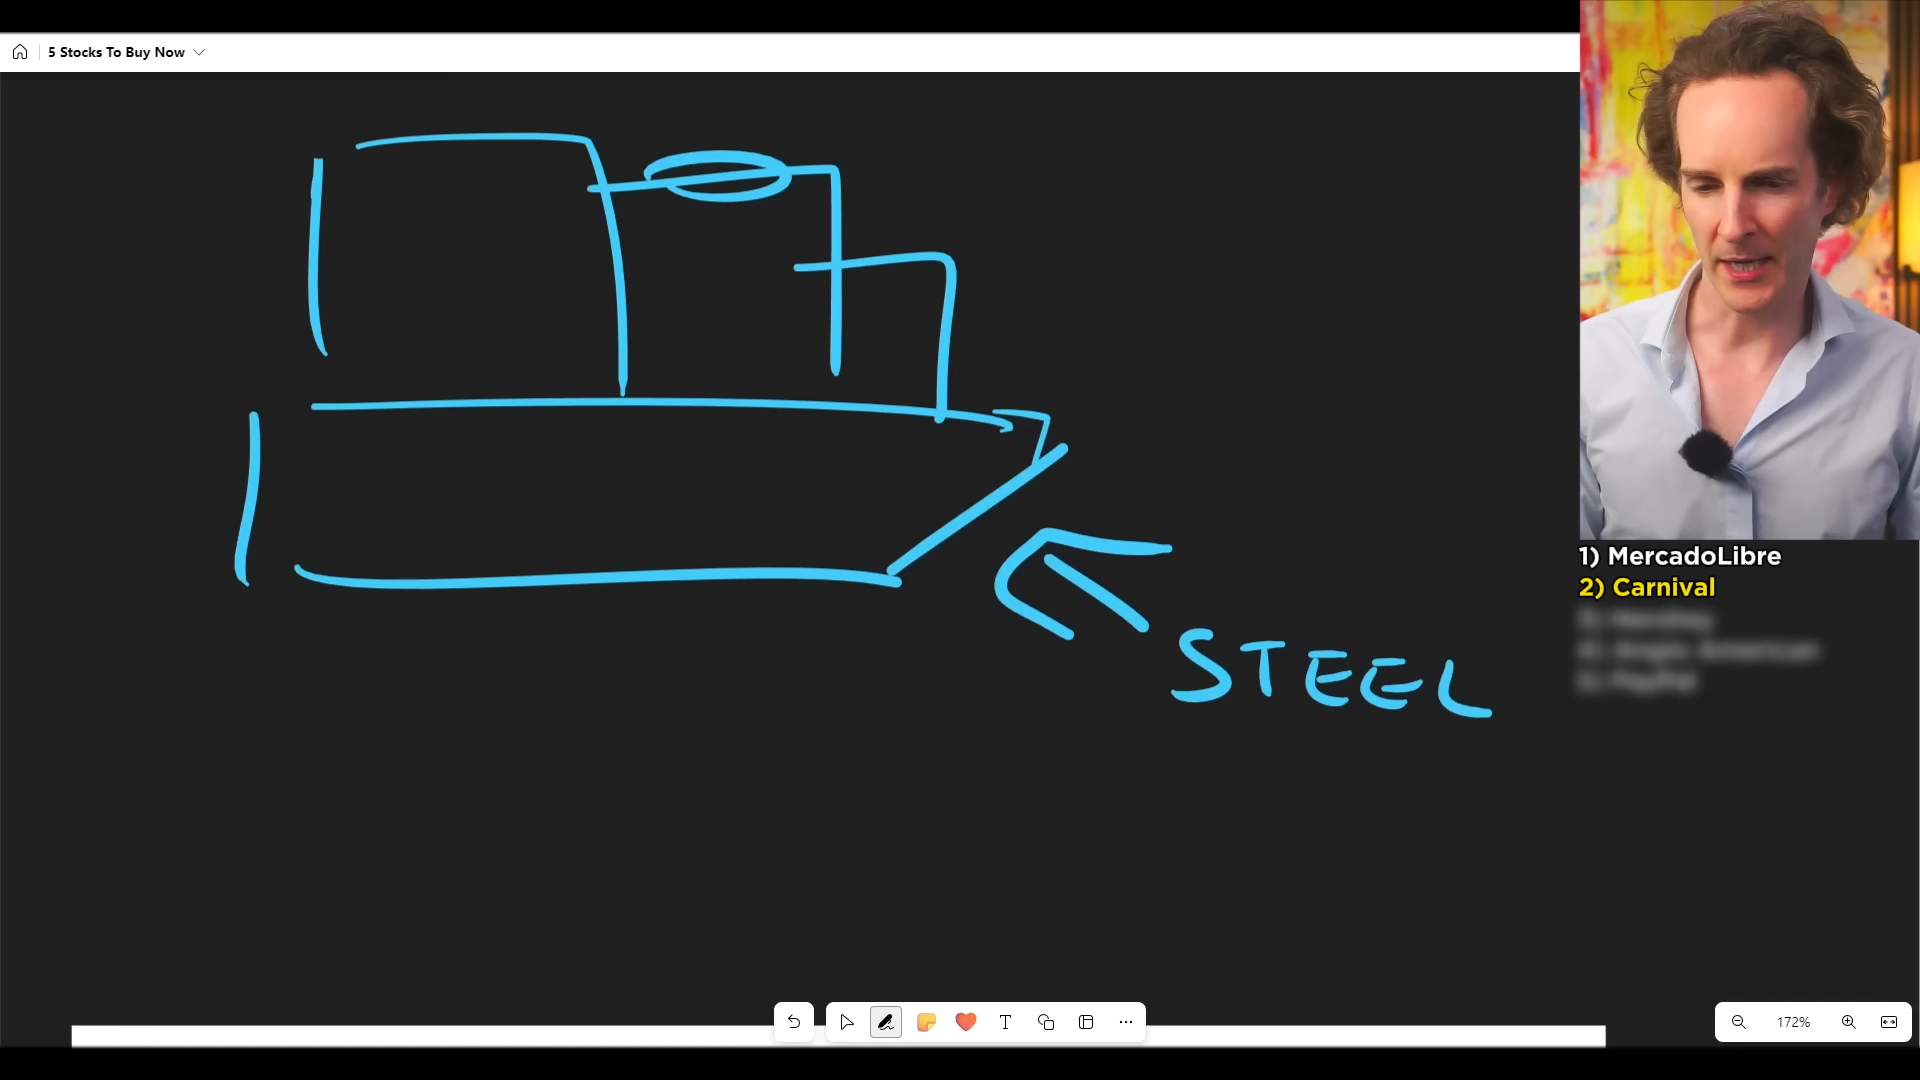 5 Stocks To Buy Now
1) MercadoLibre
2) Carnival
STEEL
172%